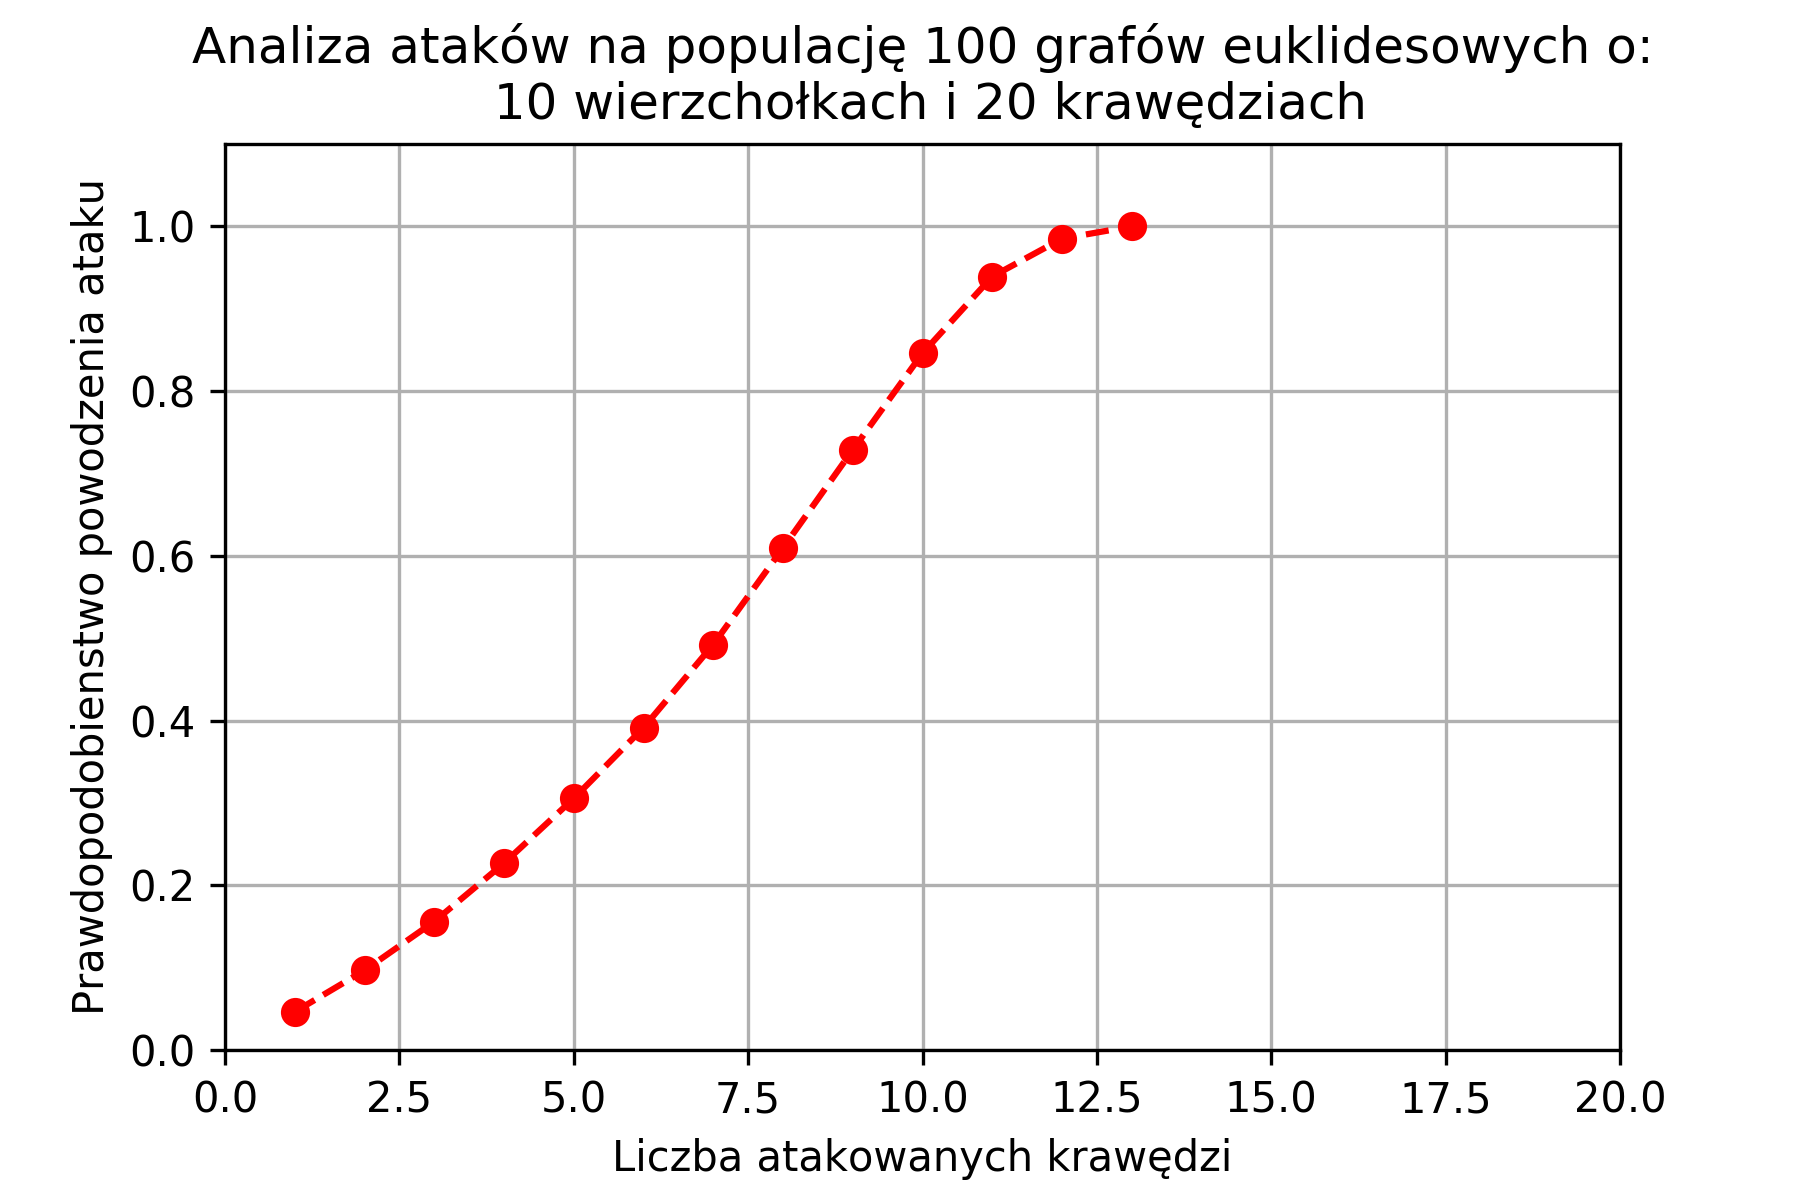 Analiza ataków na populację 100 grafów euklidesowych o:
10 wierzchołkach i 20 krawędziach
Prawdopodobienstwo powodzenia ataku
1.0
0.8
0.6
0.4
0.2
0.0
0.0 2.5 5.0 7.5 10.0 12.5 15.0 17.5 20.0
Liczba atakowanych krawędzi